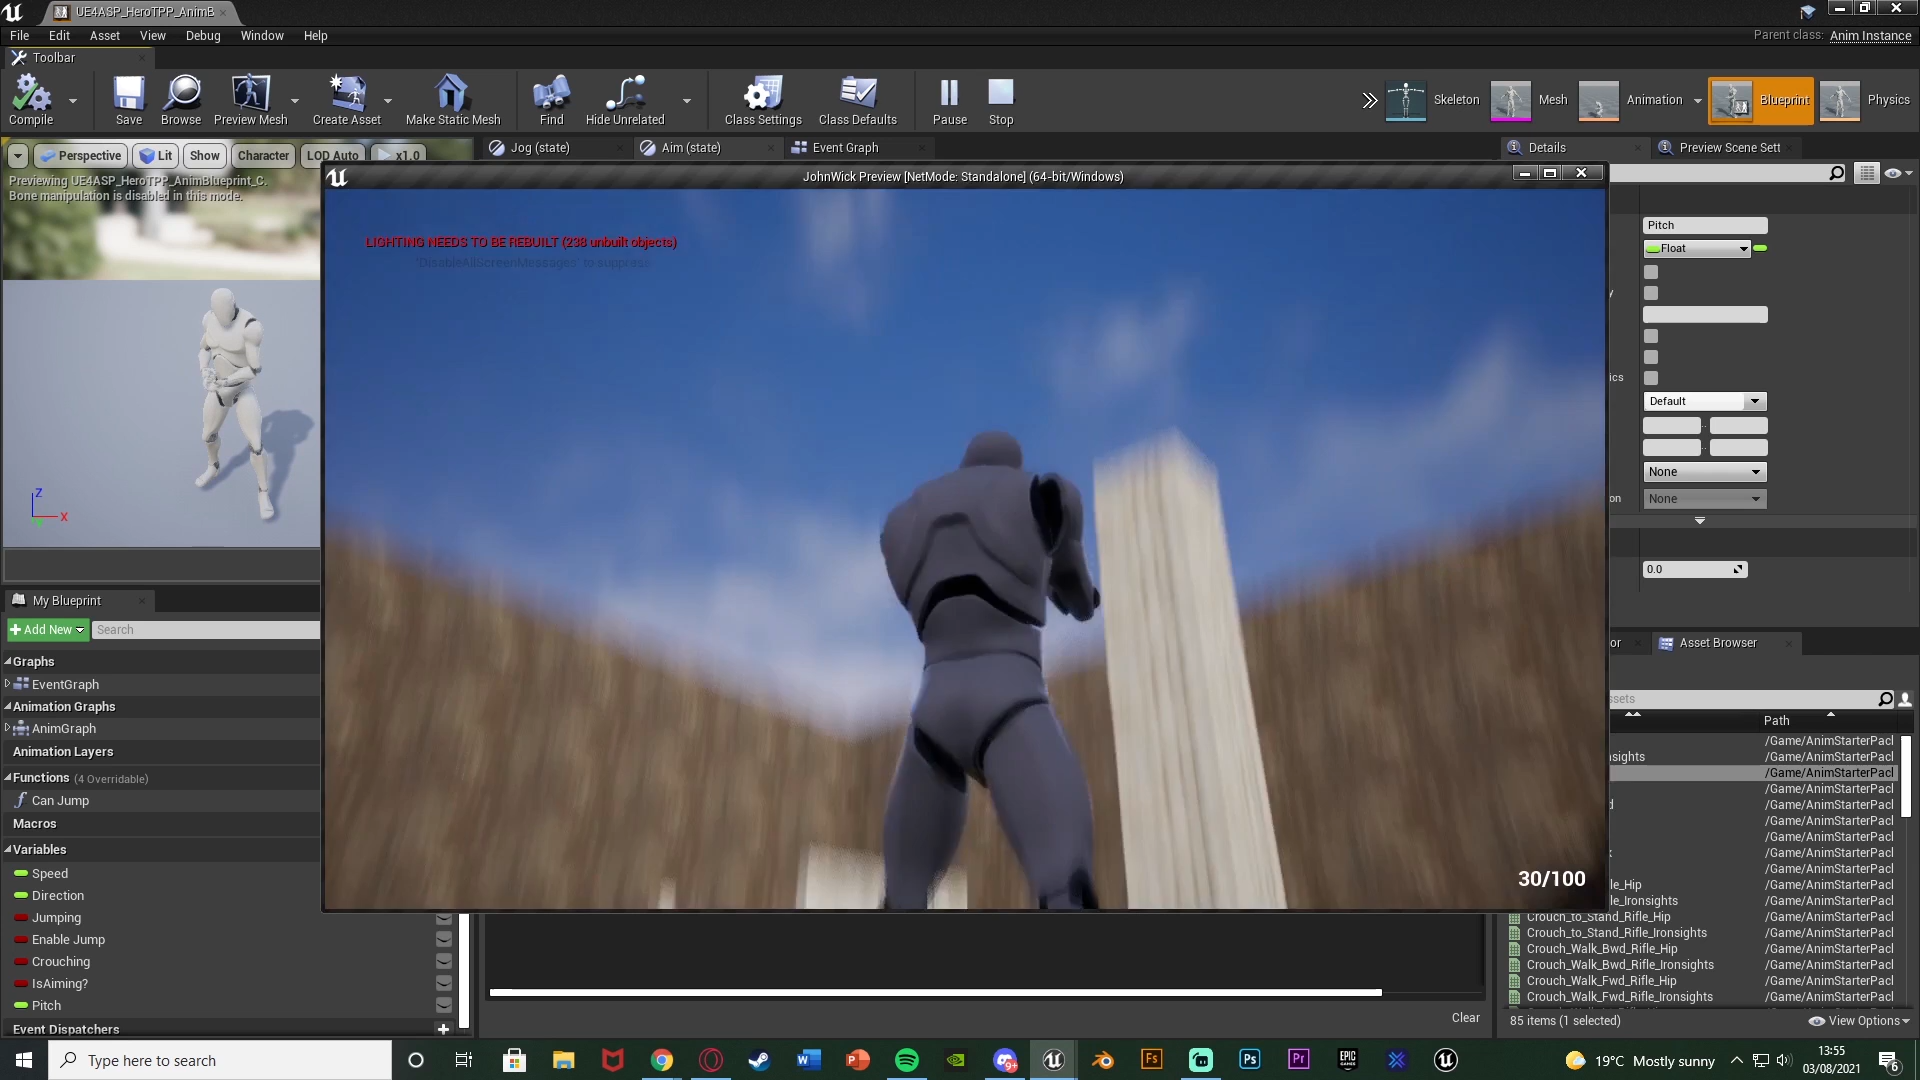 UE4ASP_HeroTPP_AnimB
File Edit Asset View Debug Window Help
Parent class: Anim Instance
Toolbar
Compile
Save
Browse
Preview Mesh
Create Asset
Make Static Mesh
Find
Hide Unrelated
Class Settings
Class Defaults
Pause
Stop
Skeleton
Mesh
Animation
Blueprint
Physics
Perspective
Lit
Show
Character
LOD Auto
x1.0
Jog (state)
Aim (state)
Event Graph
Details
Preview Scene Sett
Previewing UE4ASP_HeroTPP_AnimBlueprint_C.
Bone manipulation is disabled in this mode.
JohnWick Preview [NetMode: Standalone] (64-bit/Windows)
LIGHTING NEEDS TO BE REBUILT (238 unbuilt objects)
'DisableAllScreenMessages' to suppress
30/100
Z
X
Pitch
Float
y
ics
Default
None
on
None
0.0
My Blueprint
Add New
Search
Graphs
EventGraph
Animation Graphs
AnimGraph
Animation Layers
Functions (4 Overridable)
Can Jump
Macros
Variables
Speed
Direction
Jumping
Enable Jump
Crouching
IsAiming?
Pitch
Event Dispatchers
Clear
or
Asset Browser
ssets
Path
/Game/AnimStarterPacl
nsights /Game/AnimStarterPacl
/Game/AnimStarterPacl
/Game/AnimStarterPacl
d /Game/AnimStarterPacl
/Game/AnimStarterPacl
/Game/AnimStarterPacl
/Game/AnimStarterPacl
/Game/AnimStarterPacl
le_Hip /Game/AnimStarterPacl
le_Ironsights /Game/AnimStarterPacl
Crouch_to_Stand_Rifle_Hip /Game/AnimStarterPacl
Crouch_to_Stand_Rifle_Ironsights /Game/AnimStarterPacl
Crouch_Walk_Bwd_Rifle_Hip /Game/AnimStarterPacl
Crouch_Walk_Bwd_Rifle_Ironsights /Game/AnimStarterPacl
Crouch_Walk_Fwd_Rifle_Hip /Game/AnimStarterPacl
Crouch_Walk_Fwd_Rifle_Ironsights /Game/AnimStarterPacl
85 items (1 selected)
View Options
Type here to search
19°C Mostly sunny
13:55
03/08/2021
6